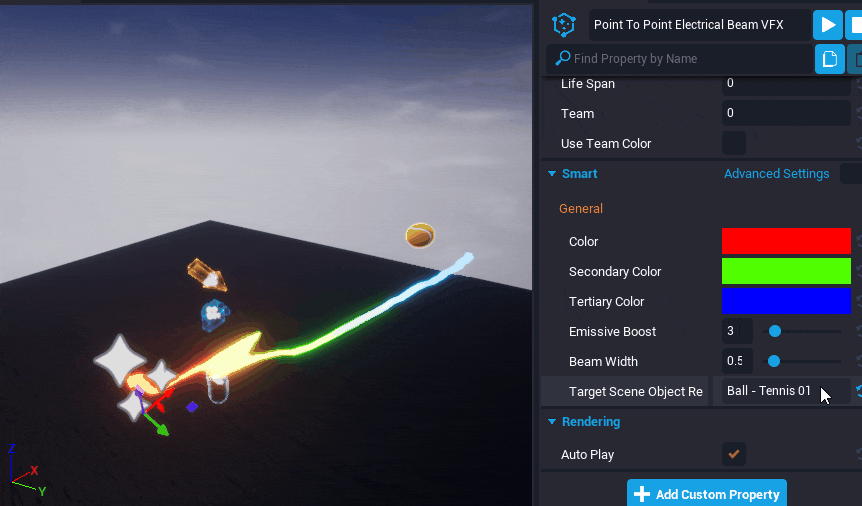 Point To Point Electrical Beam VFX
Find Property by Name
Life Span 0
Team 0
Use Team Color
Smart Advanced Settings
General
Color
Secondary Color
Tertiary Color
Emissive Boost 3
Beam Width 0.5
Target Scene Object Re Ball - Tennis 01
Rendering
Auto Play
Add Custom Property
Z
X
Y